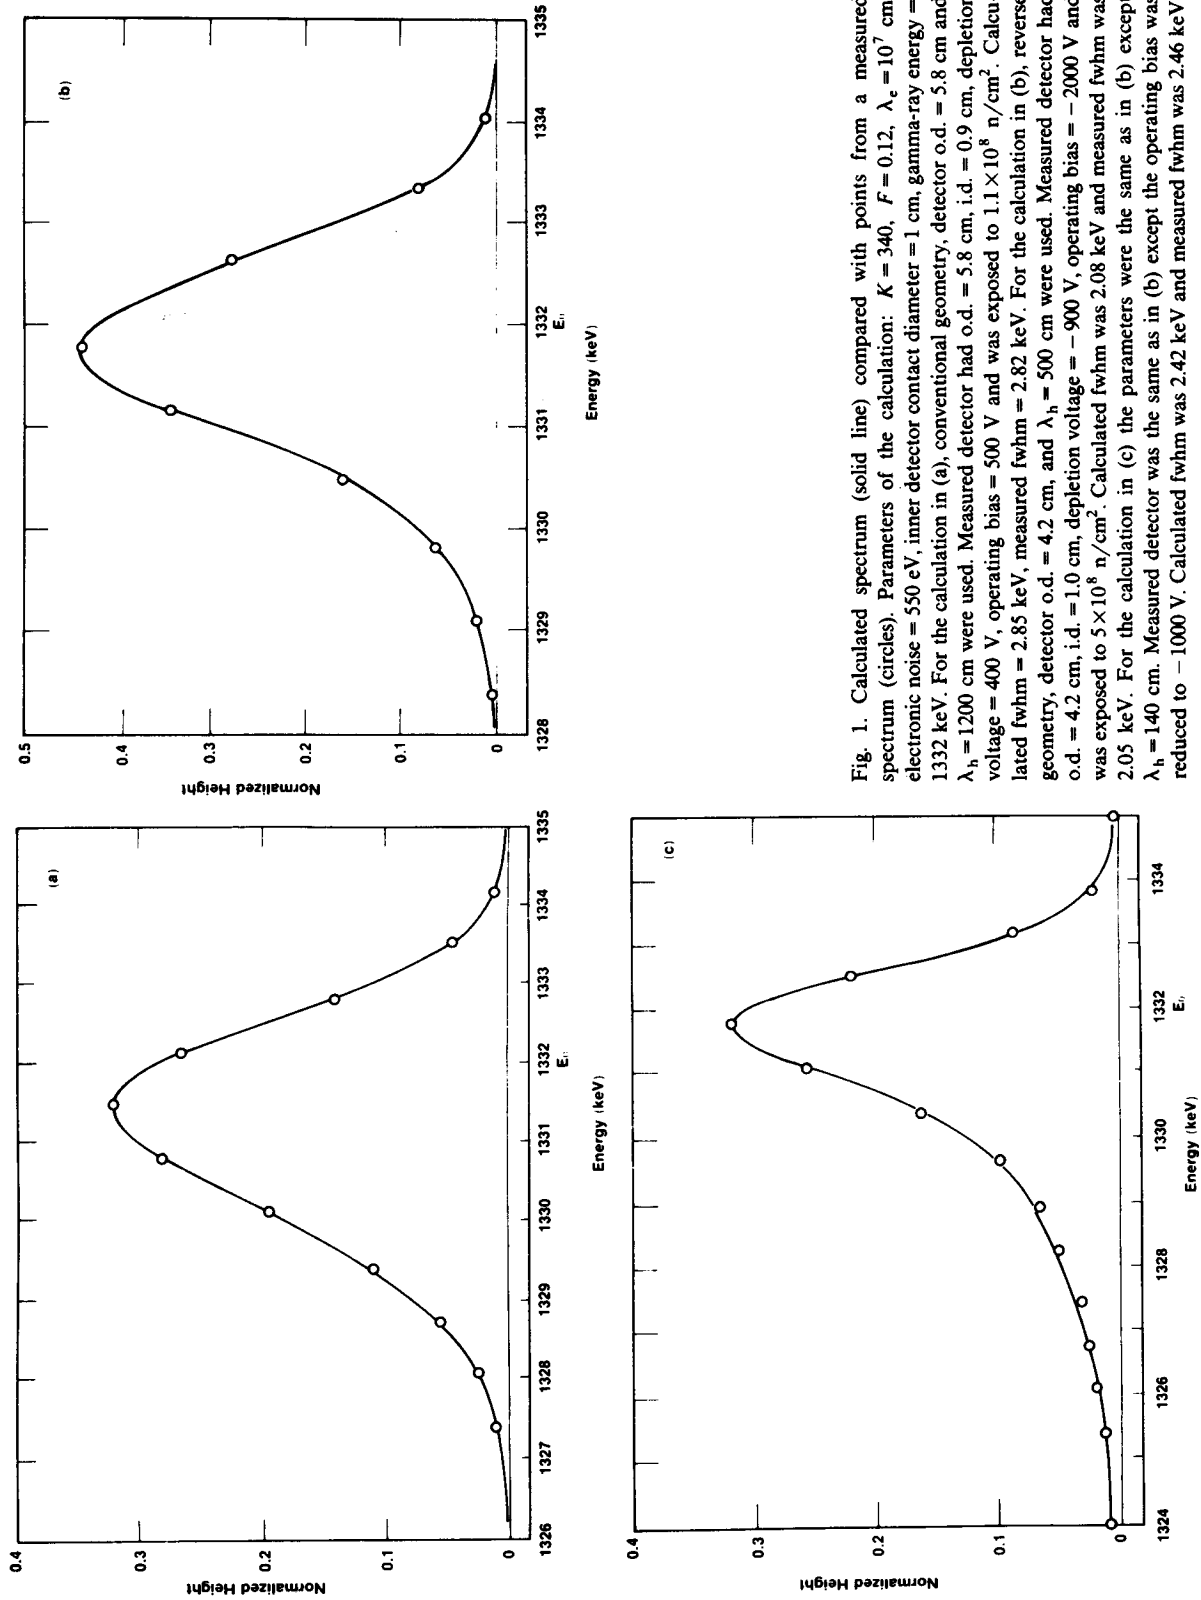 (a)
0.4
0.3
0.2
0.1
0
Normalized Height
1326
1327
1328
1329
1330
1331
1332
1333
1334
1335
Energy (keV)
(b)
0.5
0.4
0.3
0.2
0.1
0
Normalized Height
1328
1329
1330
1331
1332
1333
1334
1335
Energy (keV)
(c)
0.4
0.3
0.2
0.1
0
Normalized Height
1324
1326
1328
1330
1332
1334
Energy (keV)
Fig. 1. Calculated spectrum (solid line) compared with points from a measured
spectrum (circles). Parameters of the calculation: K = 340, F = 0.12, λe = 10⁷ cm
electronic noise = 550 eV, inner detector contact diameter = 1 cm, gamma-ray energy =
1332 keV. For the calculation in (a), conventional geometry, detector o.d. = 5.8 cm and
λh = 1200 cm were used. Measured detector had o.d. = 5.8 cm, i.d. = 0.9 cm, depletion
voltage = 400 V, operating bias = 500 V and was exposed to 1.1×10⁸ n/cm². Calcu-
lated fwhm = 2.85 keV, measured fwhm = 2.82 keV. For the calculation in (b), reverse
geometry, detector o.d. = 4.2 cm, and λh = 500 cm were used. Measured detector had
o.d. = 4.2 cm, i.d. = 1.0 cm, depletion voltage = −900 V, operating bias = −2000 V and
was exposed to 5×10⁸ n/cm². Calculated fwhm was 2.08 keV and measured fwhm was
2.05 keV. For the calculation in (c) the parameters were the same as in (b) except
λh = 140 cm. Measured detector was the same as in (b) except the operating bias was
reduced to −1000 V. Calculated fwhm was 2.42 keV and measured fwhm was 2.46 keV